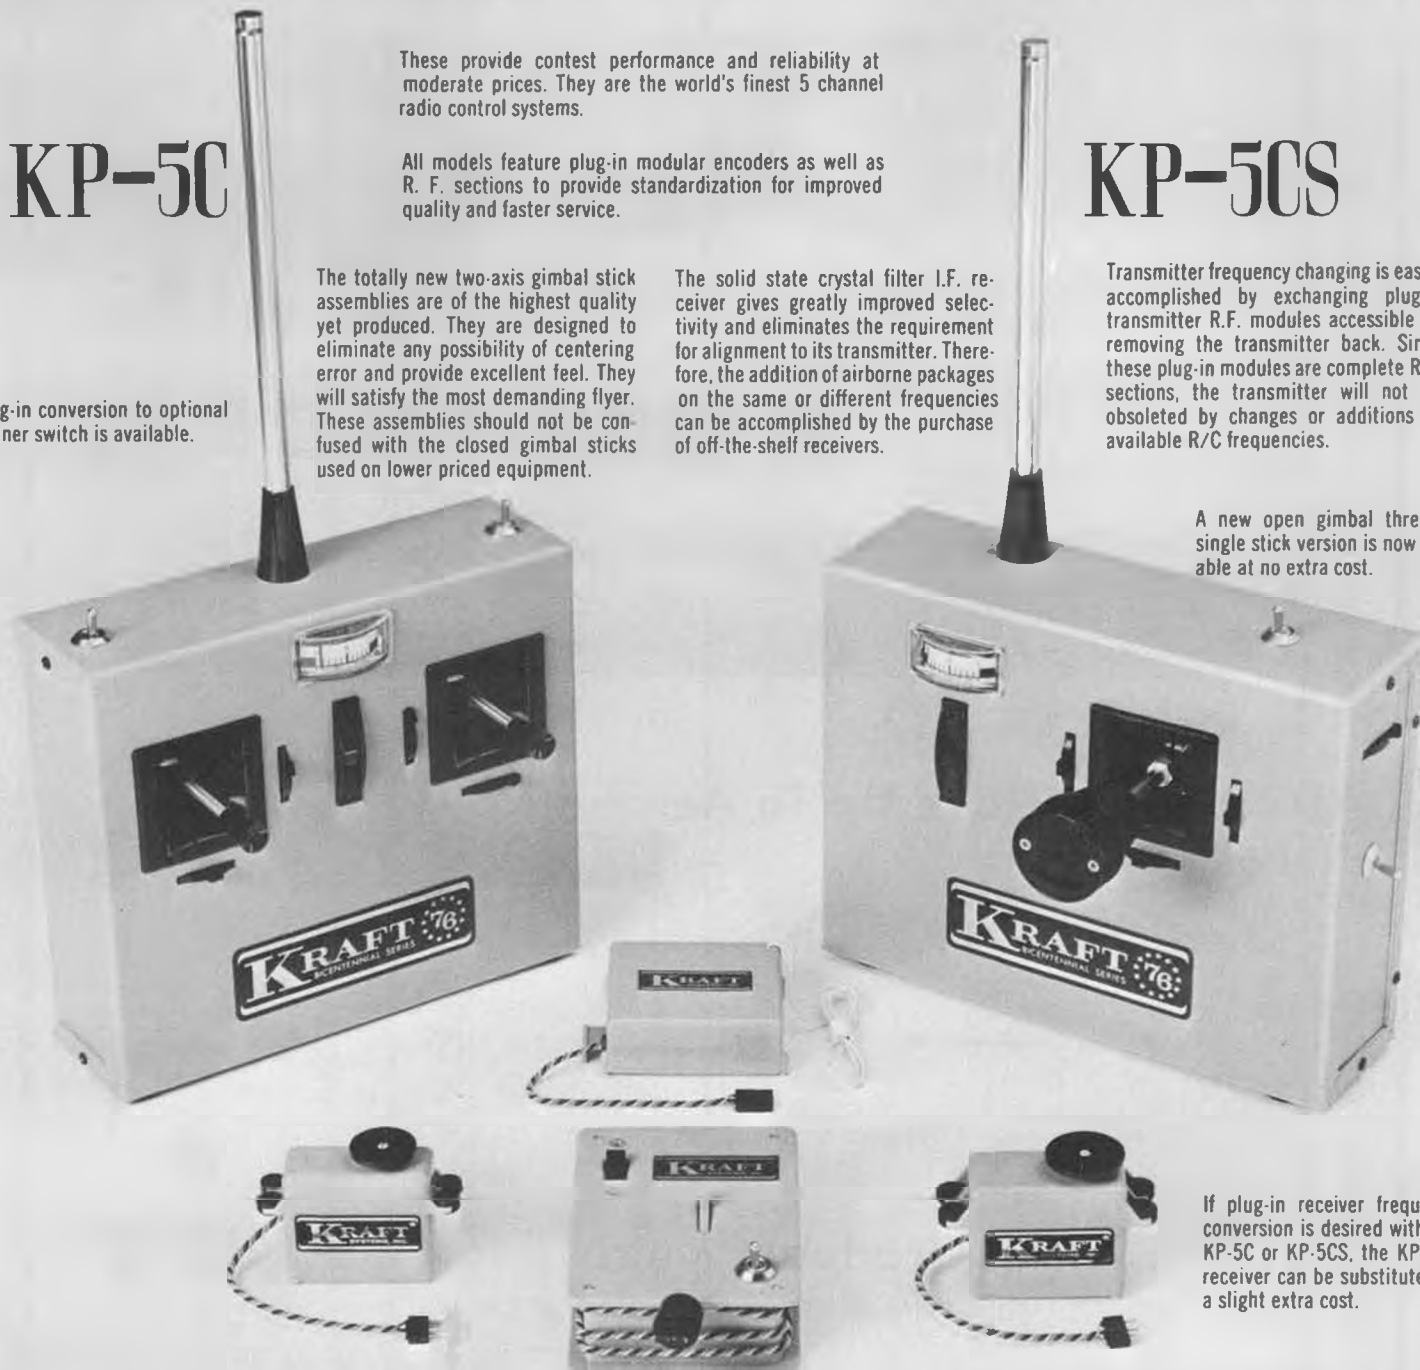 These provide contest performance and reliability at
moderate prices. They are the world's finest 5 channel
radio control systems.
KP-5C
All models feature plug-in modular encoders as well as
R. F. sections to provide standardization for improved
quality and faster service.
KP-5CS
g-in conversion to optional
ner switch is available.
The totally new two-axis gimbal stick
assemblies are of the highest quality
yet produced. They are designed to
eliminate any possibility of centering
error and provide excellent feel. They
will satisfy the most demanding flyer.
These assemblies should not be con-
fused with the closed gimbal sticks
used on lower priced equipment.
The solid state crystal filter I.F. re-
ceiver gives greatly improved selec-
tivity and eliminates the requirement
for alignment to its transmitter. There-
fore, the addition of airborne packages
on the same or different frequencies
can be accomplished by the purchase
of off-the-shelf receivers.
Transmitter frequency changing is eas
accomplished by exchanging plug
transmitter R.F. modules accessible
removing the transmitter back. Sin
these plug-in modules are complete R
sections, the transmitter will not
obsoleted by changes or additions
available R/C frequencies.
A new open gimbal thre
single stick version is now
able at no extra cost.
KRAFT '76
BICENTENNIAL SERIES
KRAFT '76
BICENTENNIAL SERIES
KRAFT
KRAFT
SYSTEMS, INC.
KRAFT
KRAFT
If plug-in receiver frequ
conversion is desired with
KP-5C or KP-5CS, the KP
receiver can be substitute
a slight extra cost.